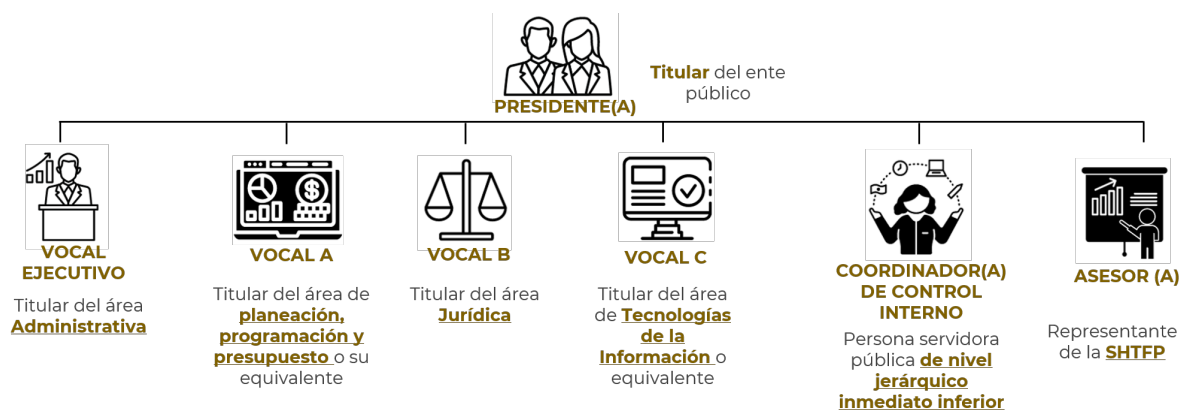 PRESIDENTE(A)
Titular del ente
público
VOCAL
EJECUTIVO
Titular del área
Administrativa
VOCAL A
Titular del área de
planeación,
programación y
presupuesto o su
equivalente
VOCAL B
Titular del área
Jurídica
VOCAL C
Titular del área
de Tecnologías
de la
Información o
equivalente
COORDINADOR(A)
DE CONTROL
INTERNO
Persona servidora
pública de nivel
jerárquico
inmediato inferior
ASESOR (A)
Representante
de la SHTFP